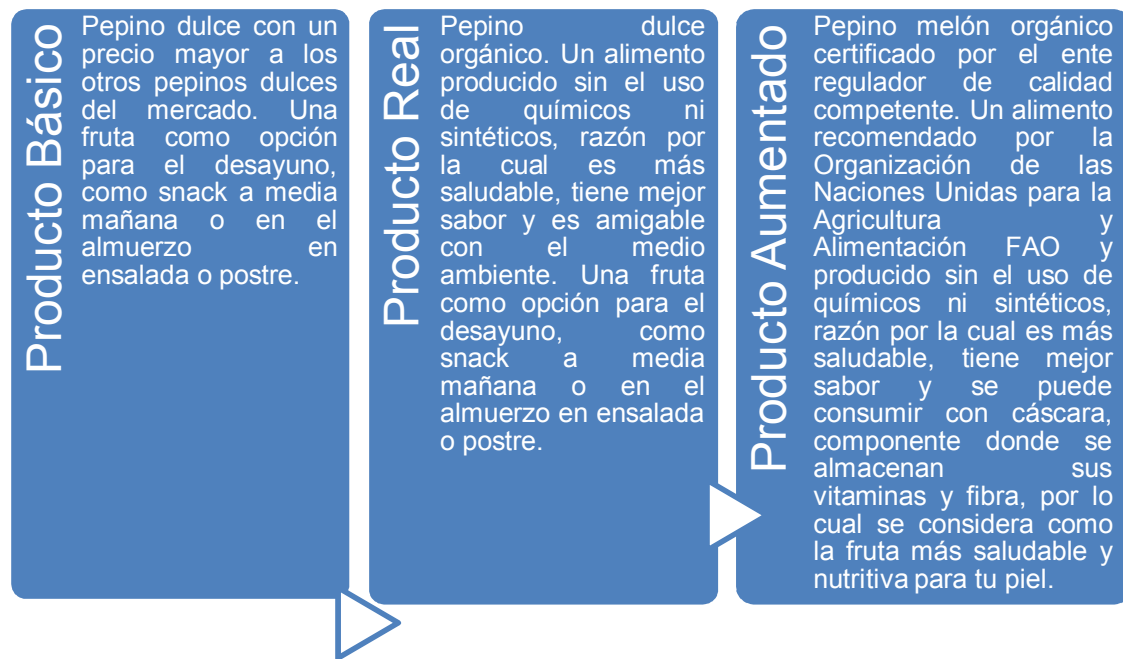 Producto Básico
Pepino dulce con un
precio mayor a los
otros pepinos dulces
del mercado. Una
fruta como opción
para el desayuno,
como snack a media
mañana o en el
almuerzo en
ensalada o postre.
Producto Real
Pepino dulce
orgánico. Un alimento
producido sin el uso
de químicos ni
sintéticos, razón por
la cual es más
saludable, tiene mejor
sabor y es amigable
con el medio
ambiente. Una fruta
como opción para el
desayuno, como
snack a media
mañana o en el
almuerzo en ensalada
o postre.
Producto Aumentado
Pepino melón orgánico
certificado por el ente
regulador de calidad
competente. Un alimento
recomendado por la
Organización de las
Naciones Unidas para la
Agricultura y
Alimentación FAO y
producido sin el uso de
químicos ni sintéticos,
razón por la cual es más
saludable, tiene mejor
sabor y se puede
consumir con cáscara,
componente donde se
almacenan sus
vitaminas y fibra, por lo
cual se considera como
la fruta más saludable y
nutritiva para tu piel.